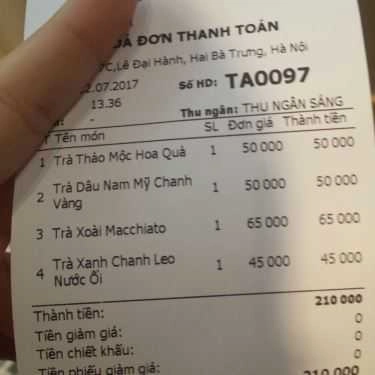 ĐƠN THANH TOÁN
Lê Đại Hành, Hai Bà Trưng, Hà Nội
.07.2017 Số HD: TA0097
13.36 Thu ngân: THU NGÂN SÁNG
-
Tên món SL Đơn giá Thành tiền
1 Trà Thảo Mộc Hoa Quả 1 50 000 50 000
2 Trà Dâu Nam Mỹ Chanh 1 50 000 50 000
Vàng
3 Trà Xoài Macchiato 1 65 000 65 000
4 Trà Xanh Chanh Leo 1 45 000 45 000
Nước Ổi
Thành tiền: 210 000
Tiền giảm giá: 0
Tiền chiết khấu: 0
Tiền phiếu giảm giá: 0
210 000